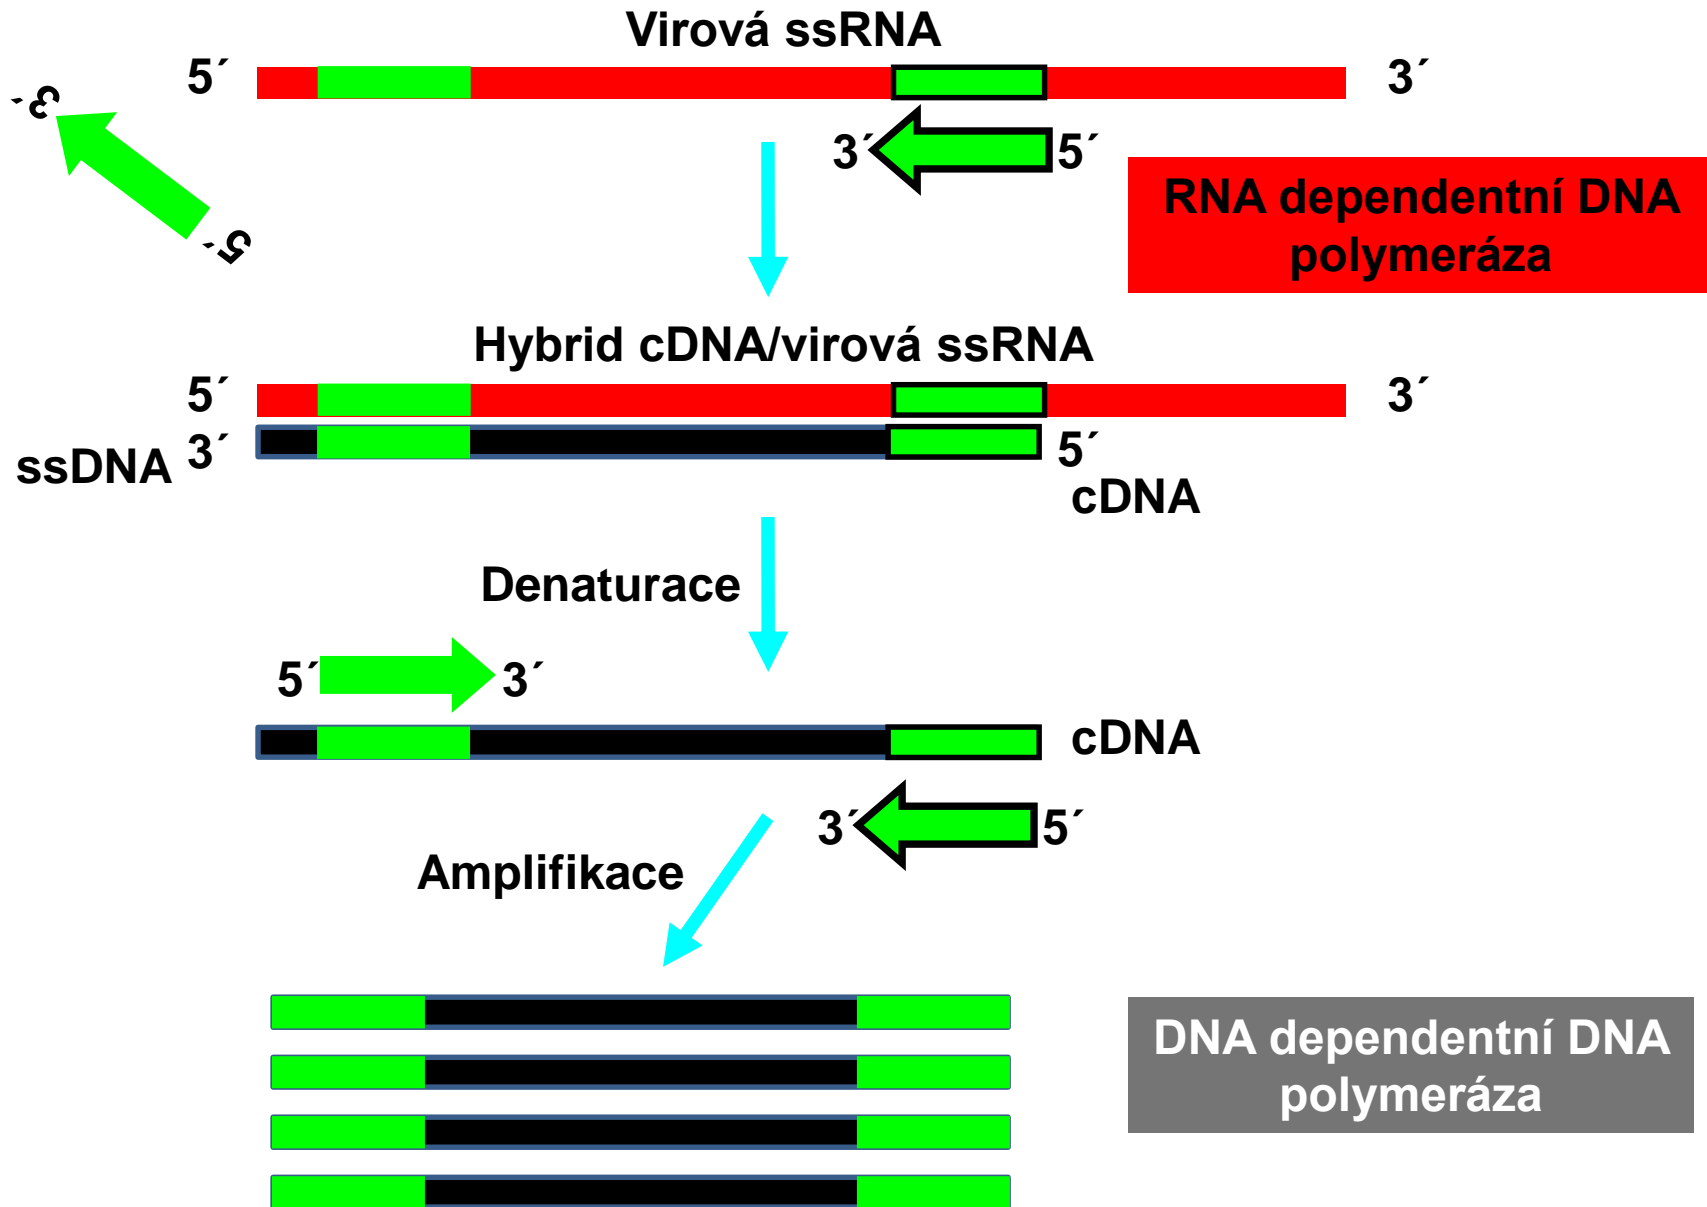 Virová ssRNA
5´
3´
3´
5´
3´
5´
RNA dependentní DNA
polymeráza
Hybrid cDNA/virová ssRNA
5´
3´
3´
5´
ssDNA
cDNA
Denaturace
5´
3´
cDNA
3´
5´
Amplifikace
DNA dependentní DNA
polymeráza